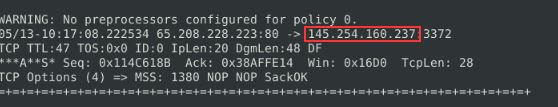 WARNING: No preprocessors configured for policy 0.
05/13-10:17:08.222534 65.208.228.223:80 -> 145.254.160.237:3372
TCP TTL:47 TOS:0x0 ID:0 IpLen:20 DgmLen:48 DF
***A**S* Seq: 0x114C618B  Ack: 0x38AFFE14  Win: 0x16D0  TcpLen: 28
TCP Options (4) => MSS: 1380 NOP NOP SackOK
=+=+=+=+=+=+=+=+=+=+=+=+=+=+=+=+=+=+=+=+=+=+=+=+=+=+=+=+=+=+=+=+=+=+=+=+=+